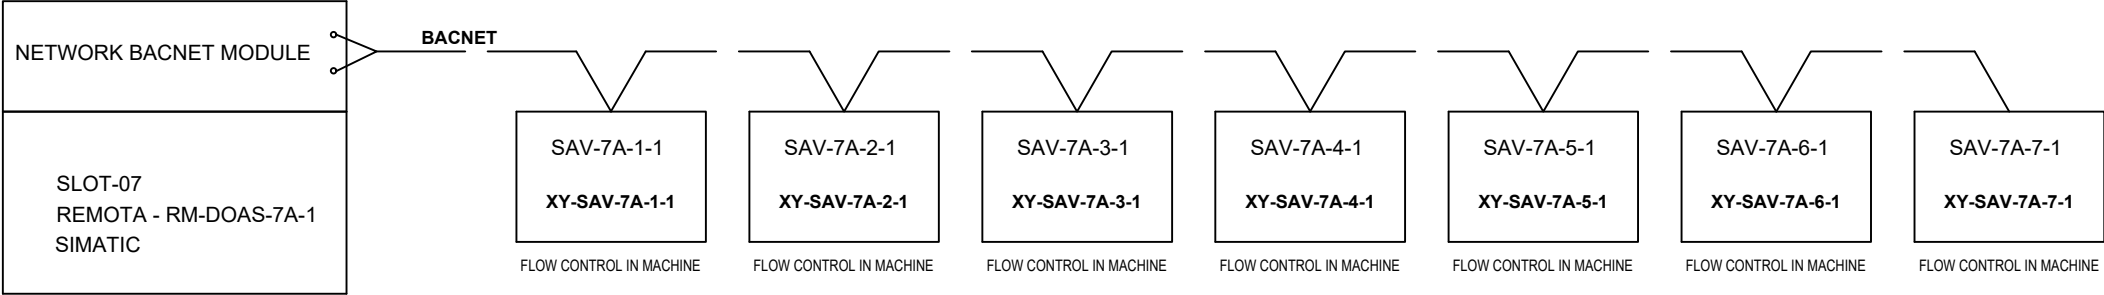 NETWORK BACNET MODULE
BACNET
SLOT-07
REMOTA - RM-DOAS-7A-1
SIMATIC
SAV-7A-1-1
XY-SAV-7A-1-1
FLOW CONTROL IN MACHINE
SAV-7A-2-1
XY-SAV-7A-2-1
FLOW CONTROL IN MACHINE
SAV-7A-3-1
XY-SAV-7A-3-1
FLOW CONTROL IN MACHINE
SAV-7A-4-1
XY-SAV-7A-4-1
FLOW CONTROL IN MACHINE
SAV-7A-5-1
XY-SAV-7A-5-1
FLOW CONTROL IN MACHINE
SAV-7A-6-1
XY-SAV-7A-6-1
FLOW CONTROL IN MACHINE
SAV-7A-7-1
XY-SAV-7A-7-1
FLOW CONTROL IN MACHINE